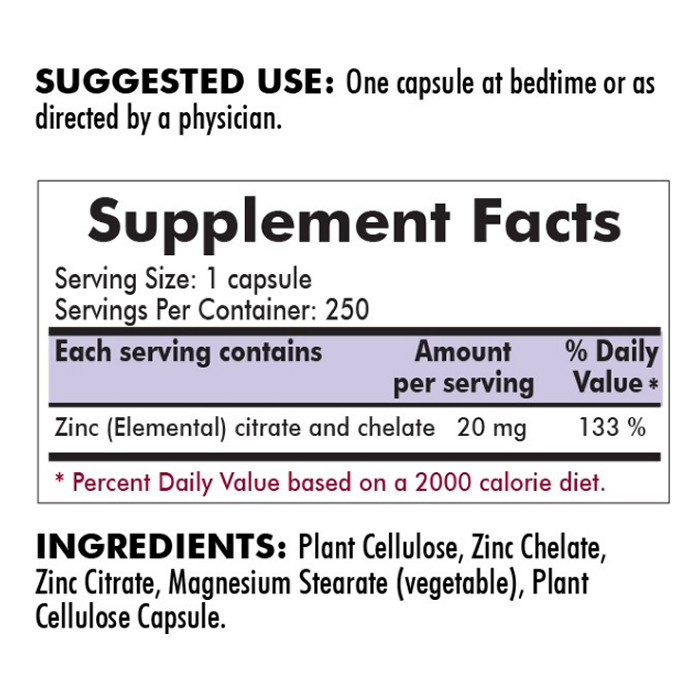 SUGGESTED USE: One capsule at bedtime or as
directed by a physician.
Supplement Facts
Serving Size: 1 capsule
Servings Per Container: 250
Each serving contains Amount per serving % Daily Value *
Zinc (Elemental) citrate and chelate 20 mg 133 %
* Percent Daily Value based on a 2000 calorie diet.
INGREDIENTS: Plant Cellulose, Zinc Chelate,
Zinc Citrate, Magnesium Stearate (vegetable), Plant
Cellulose Capsule.